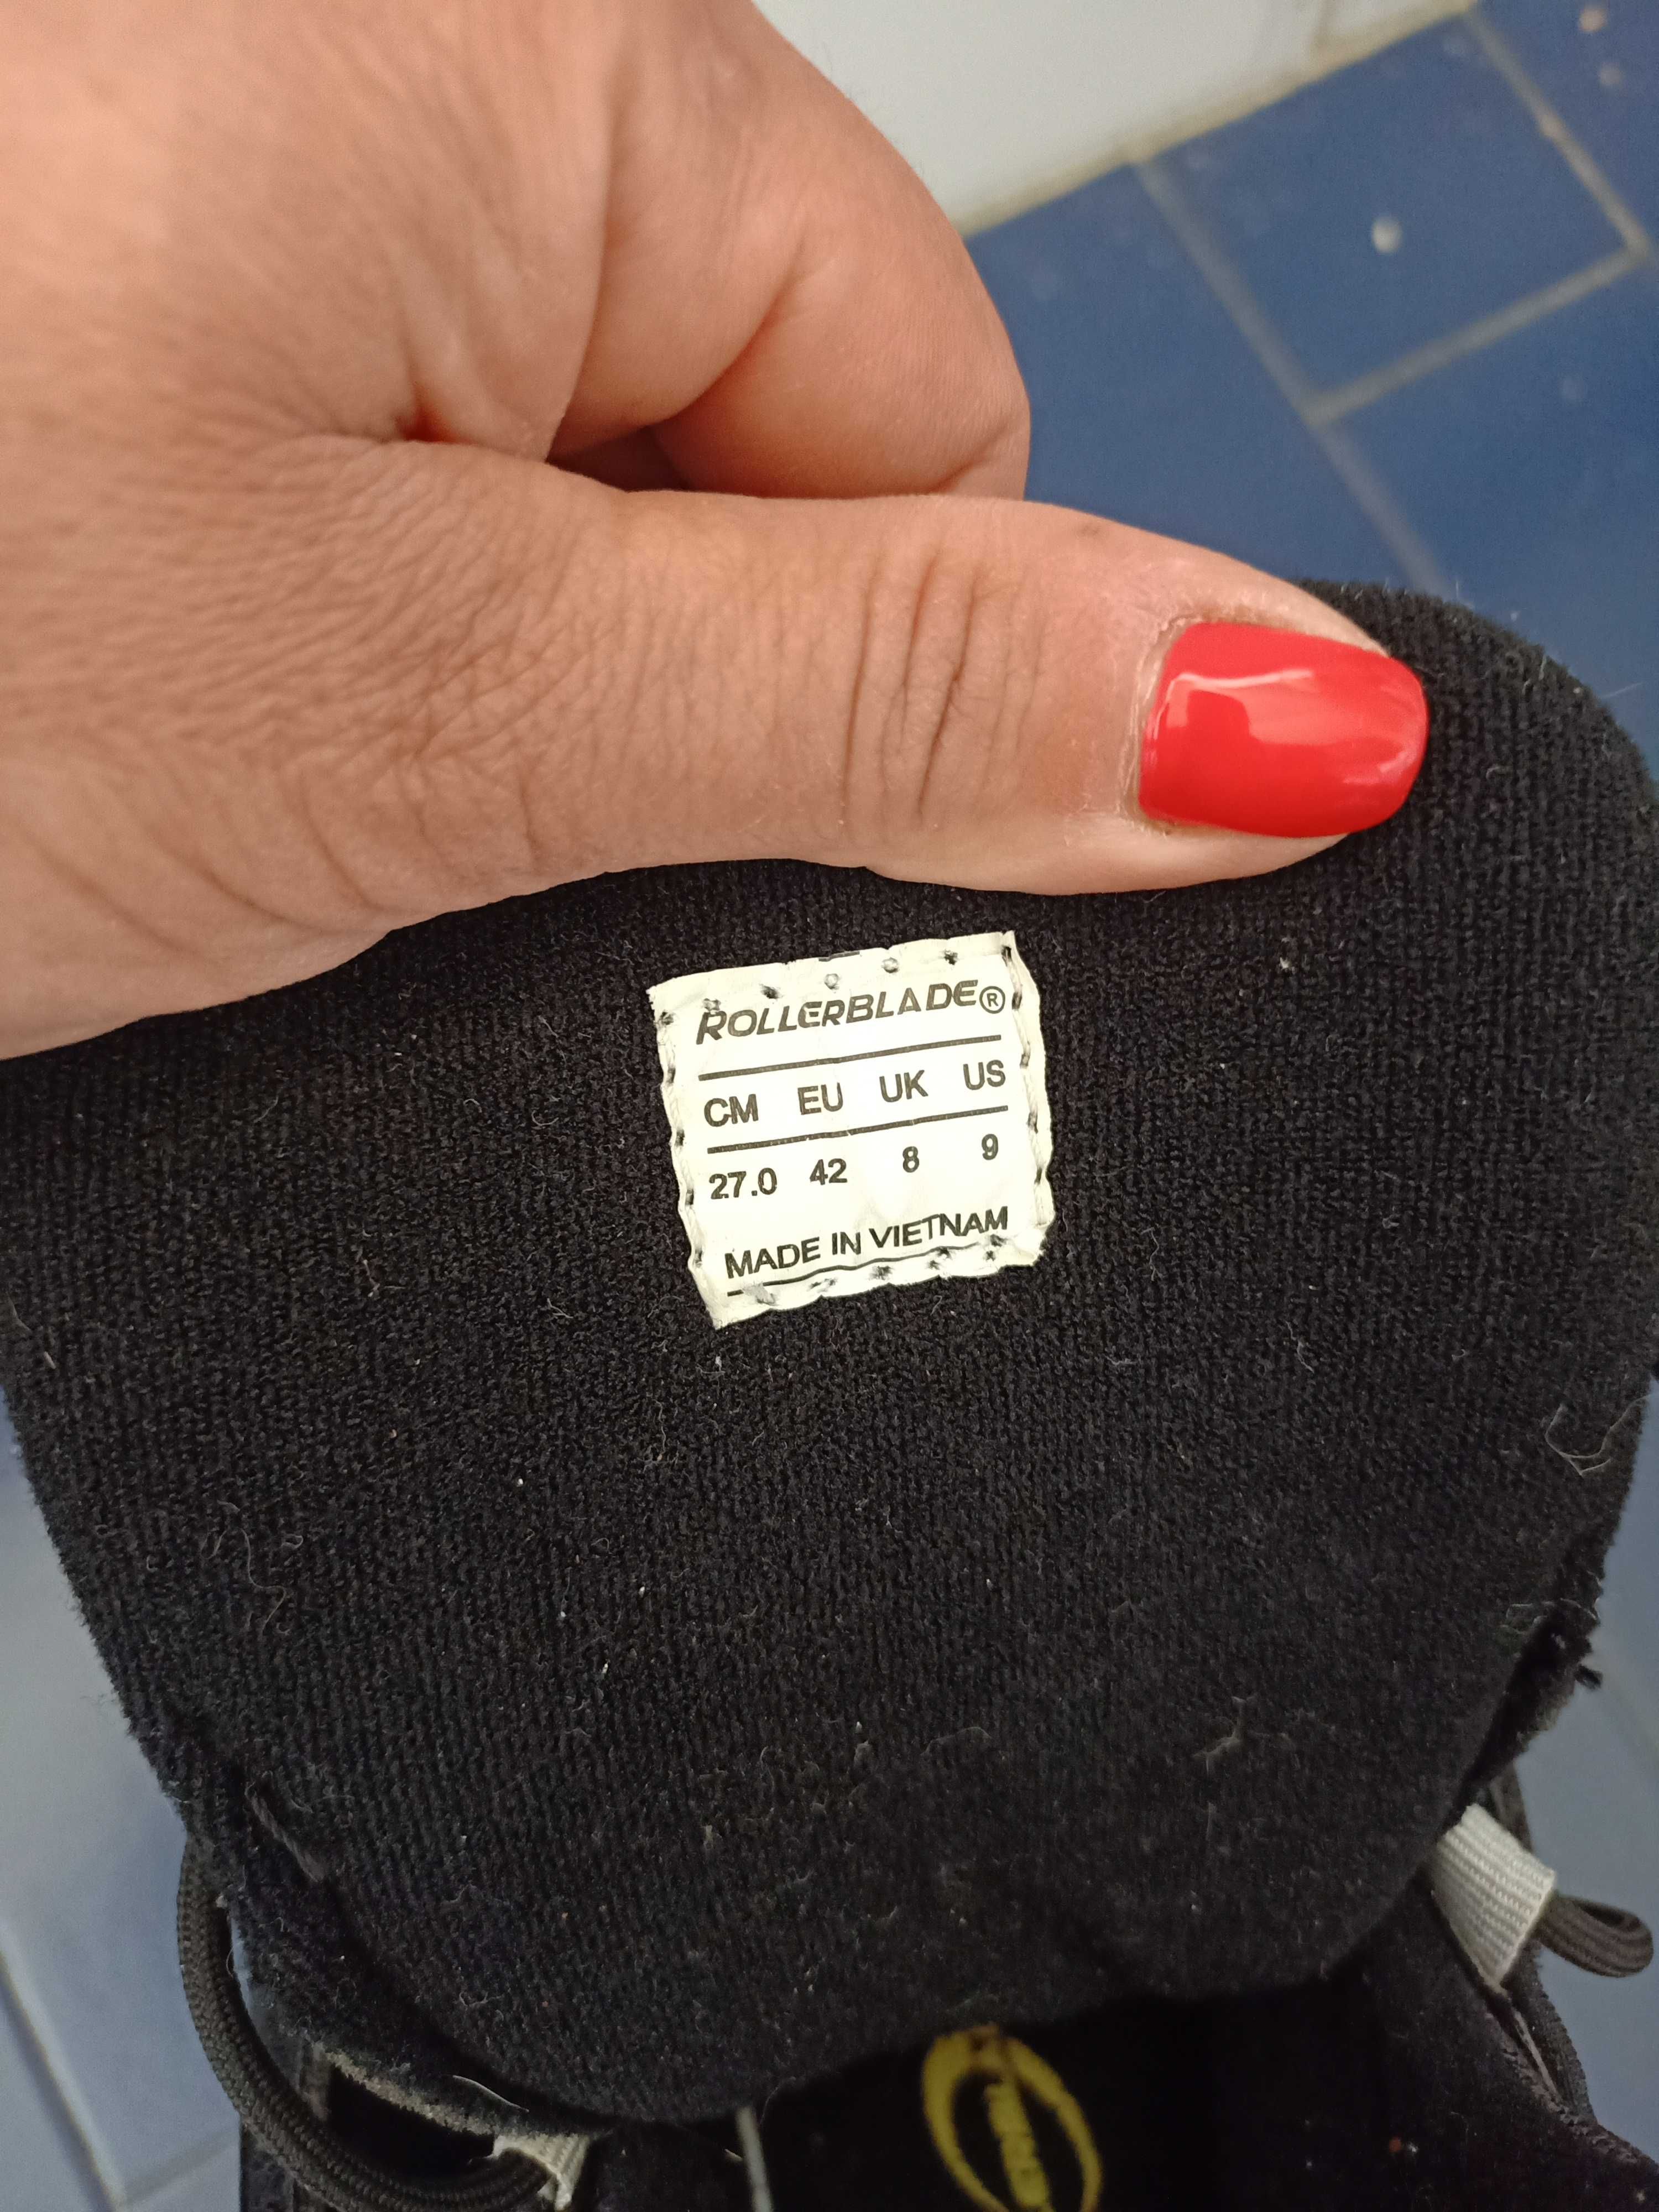 ROLLERBLADE®
CM EU UK US
27.0 42 8 9
MADE IN VIETNAM